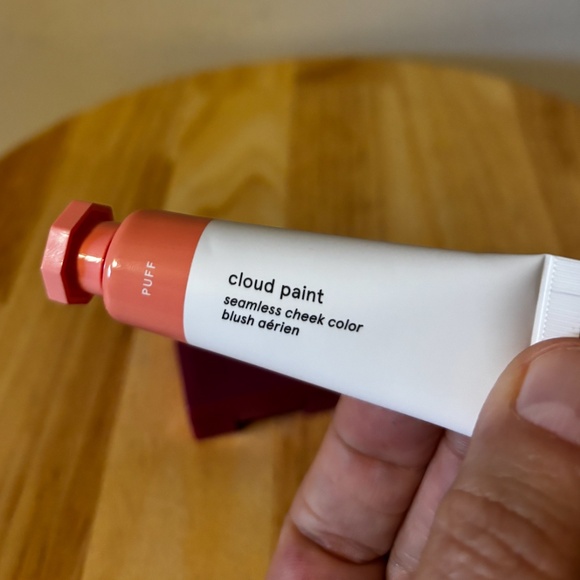 PUFF
cloud paint
seamless cheek color
blush aérien